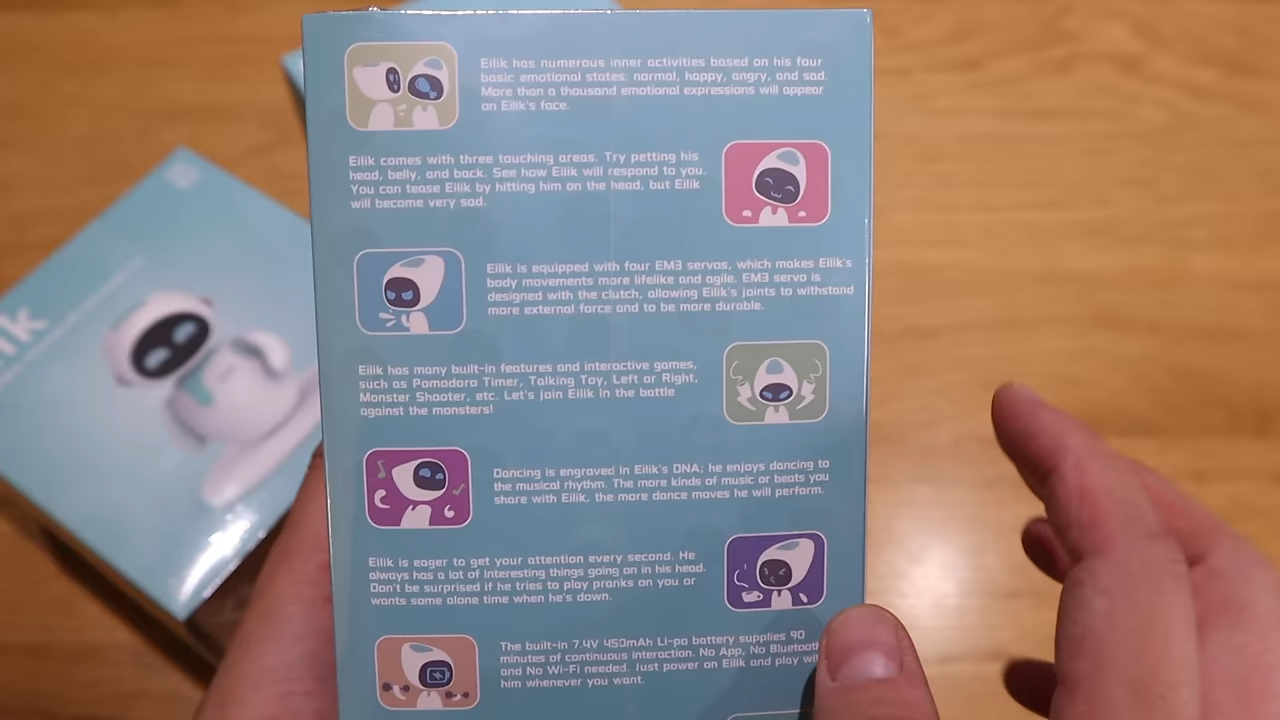 Eilik has numerous inner activities based on his four
basic emotional states: normal, happy, angry, and sad.
More than a thousand emotional expressions will appear
on Eilik's face.
Eilik comes with three touching areas. Try petting his
head, belly, and back. See how Eilik will respond to you.
You can tease Eilik by hitting him on the head, but Eilik
will become very sad.
Eilik is equipped with four EM3 servos, which makes Eilik's
body movements more lifelike and agile. EM3 servo is
designed with the clutch, allowing Eilik's joints to withstand
more external force and to be more durable.
Eilik has many built-in features and interactive games,
such as Pomodoro Timer, Talking Toy, Left or Right,
Monster Shooter, etc. Let's join Eilik in the battle
against the monsters!
Dancing is engraved in Eilik's DNA; he enjoys dancing to
the musical rhythm. The more kinds of music or beats you
share with Eilik, the more dance moves he will perform.
Eilik is eager to get your attention every second. He
always has a lot of interesting things going on in his head.
Don't be surprised if he tries to play pranks on you or
wants some alone time when he's down.
The built-in 7.4V 450mAh Li-po battery supplies 90
minutes of continuous interaction. No App, No Bluetooth
and No Wi-Fi needed. Just power on Eilik and play
him whenever you want.